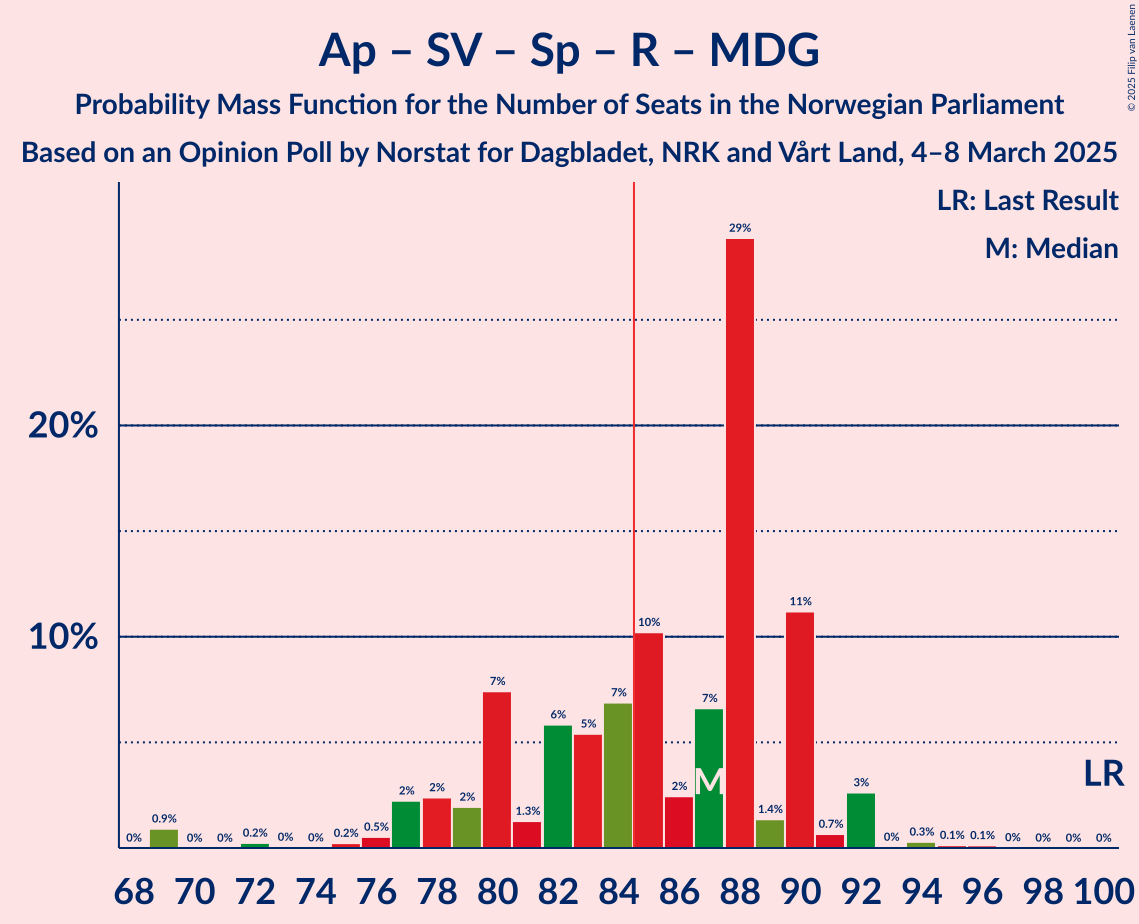 Ap – SV – Sp – R – MDG
Probability Mass Function for the Number of Seats in the Norwegian Parliament
Based on an Opinion Poll by Norstat for Dagbladet, NRK and Vårt Land, 4–8 March 2025
© 2025 Filip van Laenen
LR: Last Result
M: Median
20%
10%
0% 0.9% 0% 0% 0.2% 0% 0% 0.2% 0.5% 2% 2% 2% 7% 1.3% 6% 5% 7% 10% 2% 7% 29% 1.4% 11% 0.7% 3% 0% 0.3% 0.1% 0.1% 0% 0% 0% 0%
M
LR
68 70 72 74 76 78 80 82 84 86 88 90 92 94 96 98 100